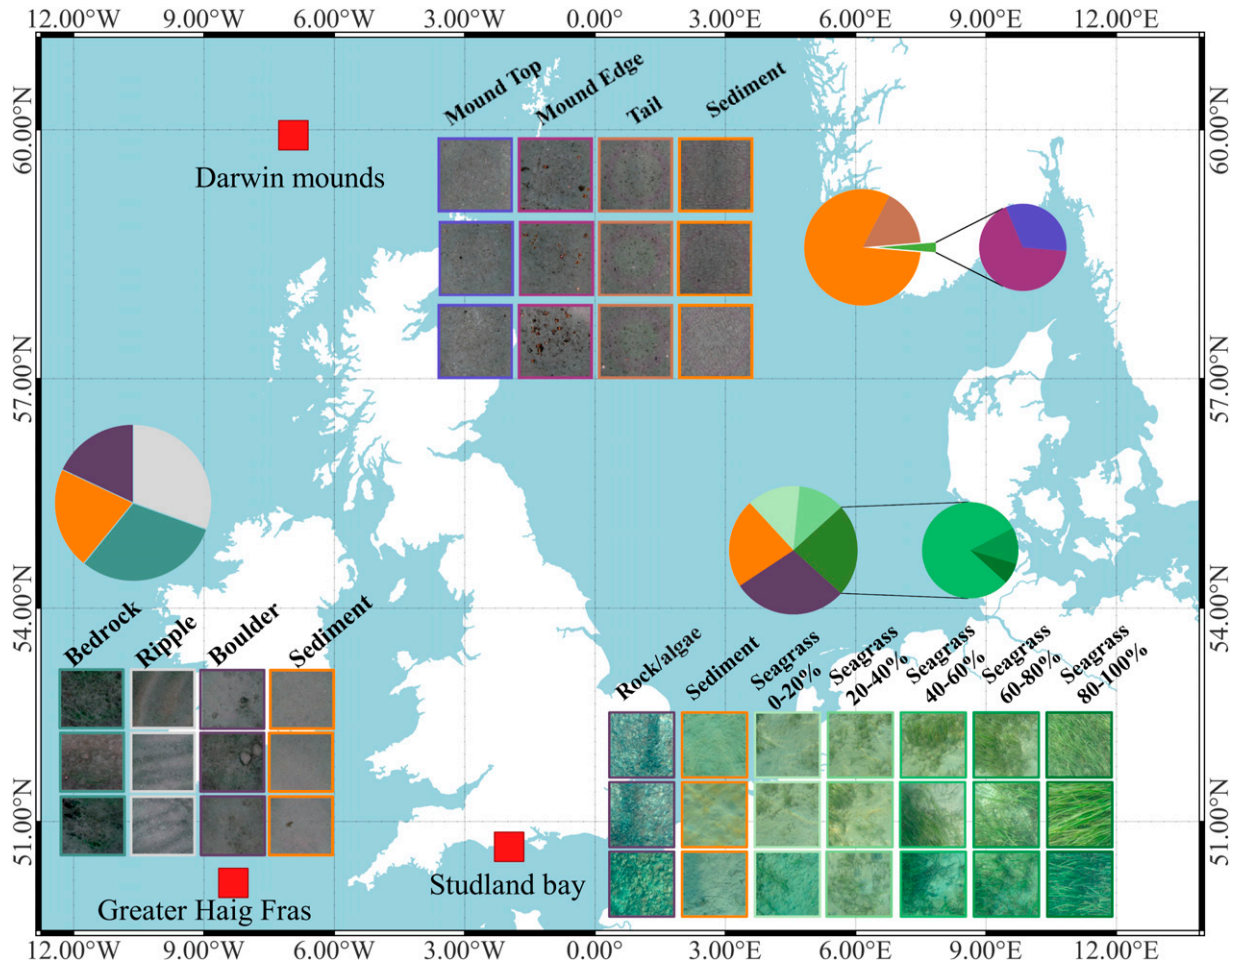 12.00°W 9.00°W 6.00°W 3.00°W 0.00° 3.00°E 6.00°E 9.00°E 12.00°E
60.00°N
57.00°N
54.00°N
51.00°N
Mound Top
Mound Edge
Tail
Sediment
Darwin mounds
Bedrock
Ripple
Boulder
Sediment
Greater Haig Fras
Studland bay
Rock/algae
Sediment
Seagrass
0-20%
Seagrass
20-40%
Seagrass
40-60%
Seagrass
60-80%
Seagrass
80-100%
60.00°N
57.00°N
54.00°N
51.00°N
12.00°W 9.00°W 6.00°W 3.00°W 0.00° 3.00°E 6.00°E 9.00°E 12.00°E